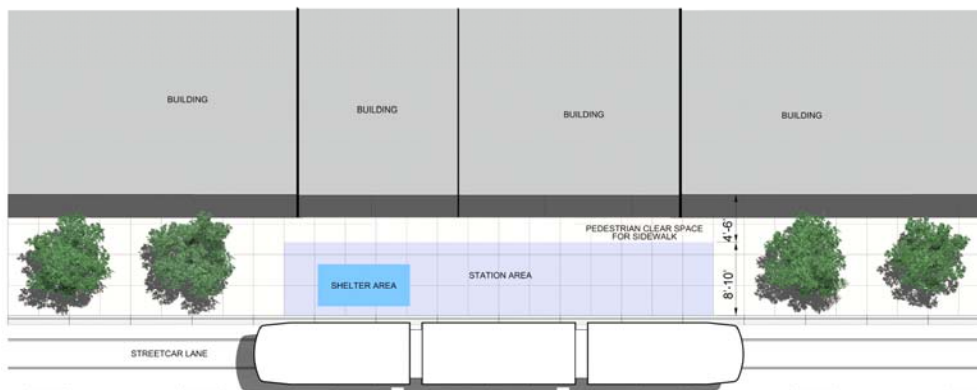 BUILDING
BUILDING
BUILDING
BUILDING
PEDESTRIAN CLEAR SPACE
FOR SIDEWALK
4'-6"
STATION AREA
SHELTER AREA
8'-10"
STREETCAR LANE